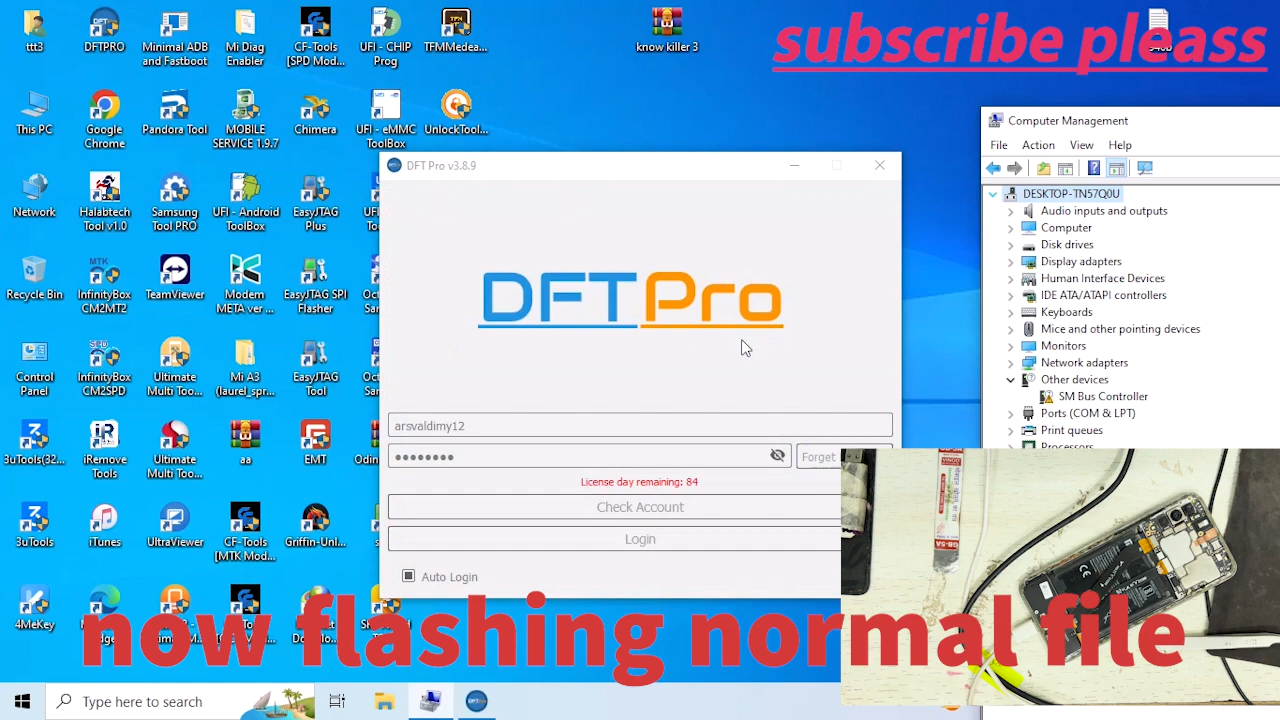 ttt3
DFTPRO
Minimal ADB
and Fastboot
Mi Diag
Enabler
CF-Tools
[SPD Mod...
UFI - CHIP
Prog
TFMMedea...
know killer 3
subscribe pleass
This PC
Google
Chrome
Pandora Tool
MOBILE
SERVICE 1.9.7
Chimera
UFI - eMMC
ToolBox
UnlockTool...
Network
Halabtech
Tool v1.0
Samsung
Tool PRO
UFI - Android
ToolBox
EasyJTAG
Plus
Recycle Bin
InfinityBox
CM2MT2
TeamViewer
Modem
META ver ...
EasyJTAG SPI
Flasher
Control
Panel
InfinityBox
CM2SPD
Ultimate
Multi Too...
Mi A3
(laurel_spr...
EasyJTAG
Tool
3uTools(32...
iRemove
Tools
Ultimate
Multi Too...
aa
EMT
3uTools
iTunes
UltraViewer
CF-Tools
[MTK Mod...
Griffin-Unl...
4MeKey
DFT Pro v3.8.9
DFTPro
arsvaldimy12
Forget
License day remaining: 84
Check Account
Login
Auto Login
Computer Management
File Action View Help
DESKTOP-TN57Q0U
Audio inputs and outputs
Computer
Disk drives
Display adapters
Human Interface Devices
IDE ATA/ATAPI controllers
Keyboards
Mice and other pointing devices
Monitors
Network adapters
Other devices
SM Bus Controller
Ports (COM & LPT)
Print queues
Processors
now flashing normal file
Type here to search